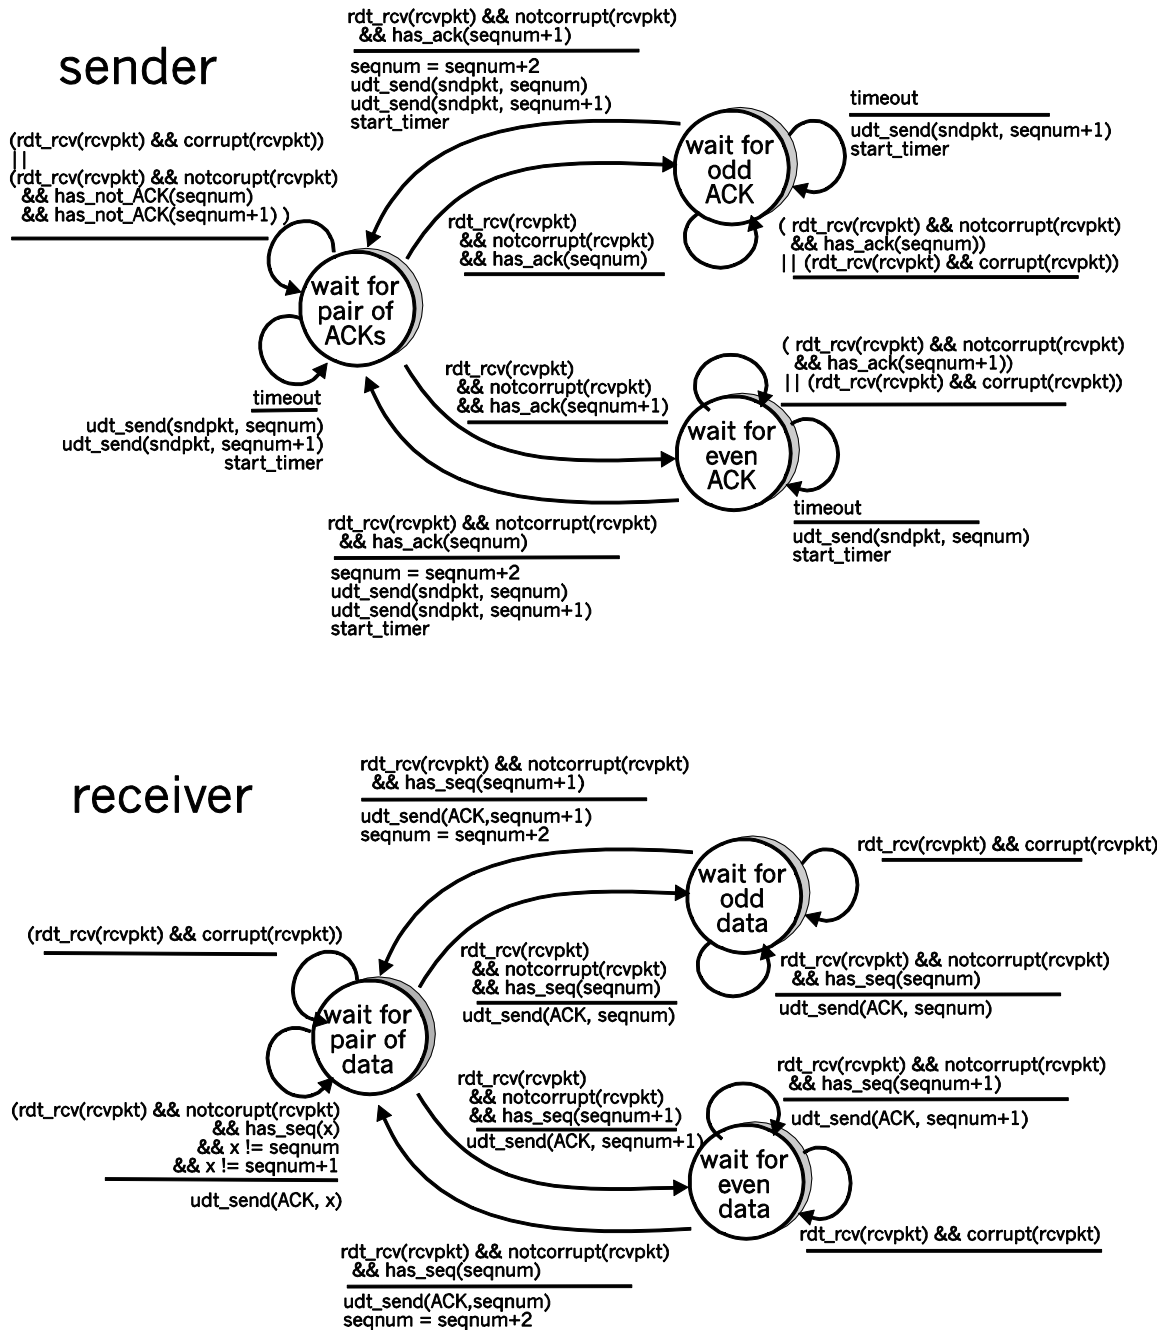 rdt_rcv(rcvpkt) && notcorrupt(rcvpkt)
&& has_ack(seqnum+1)
seqnum = seqnum+2
udt_send(sndpkt, seqnum)
udt_send(sndpkt, seqnum+1)
start_timer
sender
timeout
udt_send(sndpkt, seqnum+1)
start_timer
(rdt_rcv(rcvpkt) && corrupt(rcvpkt))
||
(rdt_rcv(rcvpkt) && notcorupt(rcvpkt)
&& has_not_ACK(seqnum)
&& has_not_ACK(seqnum+1) )
wait for
odd
ACK
rdt_rcv(rcvpkt)
&& notcorrupt(rcvpkt)
&& has_ack(seqnum)
( rdt_rcv(rcvpkt) && notcorrupt(rcvpkt)
&& has_ack(seqnum))
|| (rdt_rcv(rcvpkt) && corrupt(rcvpkt))
wait for
pair of
ACKs
( rdt_rcv(rcvpkt) && notcorrupt(rcvpkt)
&& has_ack(seqnum+1))
|| (rdt_rcv(rcvpkt) && corrupt(rcvpkt))
rdt_rcv(rcvpkt)
&& notcorrupt(rcvpkt)
&& has_ack(seqnum+1)
timeout
udt_send(sndpkt, seqnum)
udt_send(sndpkt, seqnum+1)
start_timer
wait for
even
ACK
timeout
udt_send(sndpkt, seqnum)
start_timer
rdt_rcv(rcvpkt) && notcorrupt(rcvpkt)
&& has_ack(seqnum)
seqnum = seqnum+2
udt_send(sndpkt, seqnum)
udt_send(sndpkt, seqnum+1)
start_timer
receiver
rdt_rcv(rcvpkt) && notcorrupt(rcvpkt)
&& has_seq(seqnum+1)
udt_send(ACK,seqnum+1)
seqnum = seqnum+2
rdt_rcv(rcvpkt) && corrupt(rcvpkt)
wait for
odd
data
(rdt_rcv(rcvpkt) && corrupt(rcvpkt))
rdt_rcv(rcvpkt)
&& notcorrupt(rcvpkt)
&& has_seq(seqnum)
udt_send(ACK, seqnum)
rdt_rcv(rcvpkt) && notcorrupt(rcvpkt)
&& has_seq(seqnum)
udt_send(ACK, seqnum)
wait for
pair of
data
rdt_rcv(rcvpkt)
&& notcorrupt(rcvpkt)
&& has_seq(seqnum+1)
udt_send(ACK, seqnum+1)
rdt_rcv(rcvpkt) && notcorrupt(rcvpkt)
&& has_seq(seqnum+1)
udt_send(ACK, seqnum+1)
(rdt_rcv(rcvpkt) && notcorupt(rcvpkt)
&& has_seq(x)
&& x != seqnum
&& x != seqnum+1
udt_send(ACK, x)
wait for
even
data
rdt_rcv(rcvpkt) && corrupt(rcvpkt)
rdt_rcv(rcvpkt) && notcorrupt(rcvpkt)
&& has_seq(seqnum)
udt_send(ACK,seqnum)
seqnum = seqnum+2